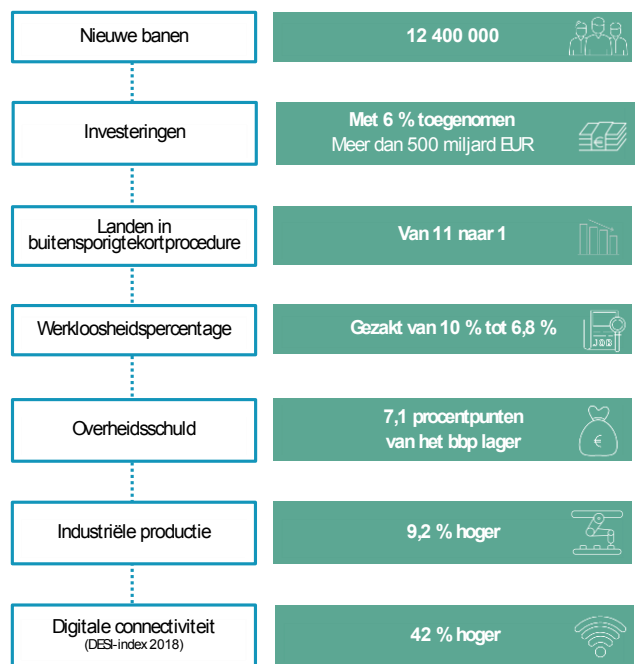 Nieuwe banen
12 400 000
Investeringen
Met 6 % toegenomen
Meer dan 500 miljard EUR
Landen in
buitensporigtekortprocedure
Van 11 naar 1
Werkloosheidspercentage
Gezakt van 10 % tot 6,8 %
JOB
Overheidsschuld
7,1 procentpunten
van het bbp lager
€
Industriële productie
9,2 % hoger
Digitale connectiviteit
(DESI-index 2018)
42 % hoger